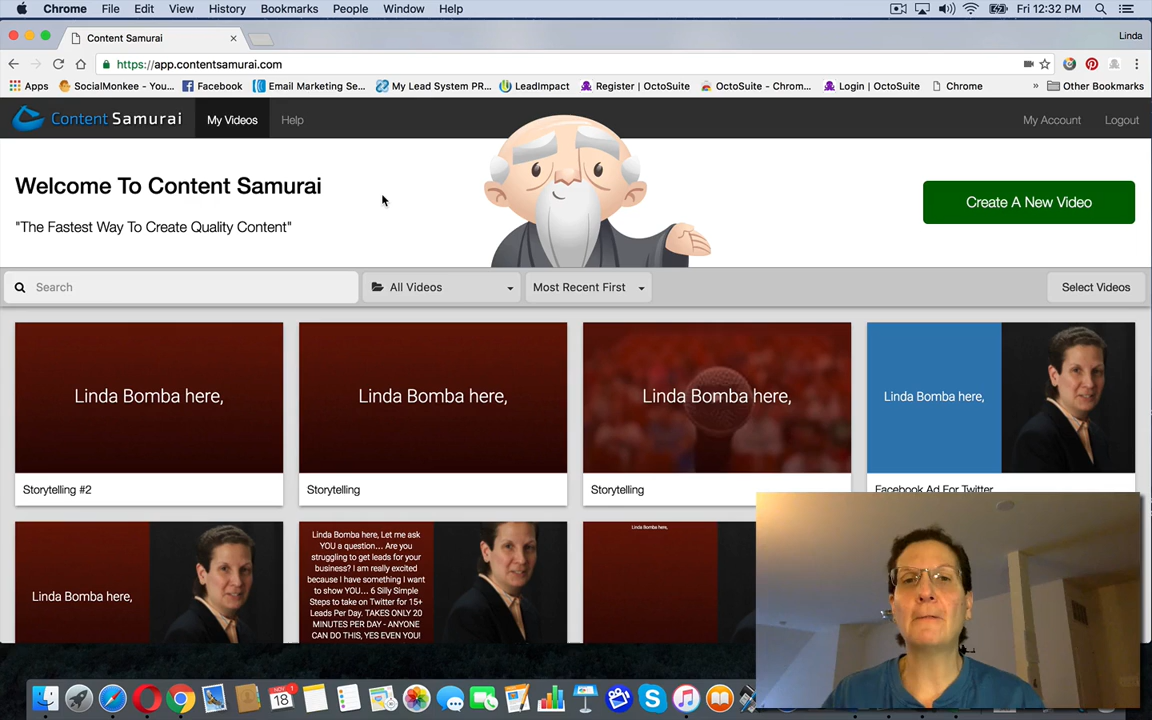 Chrome File Edit View History Bookmarks People Window Help Fri 12:32 PM
Content Samurai Linda
https://app.contentsamurai.com
Apps SocialMonkee - You... Facebook Email Marketing Se... My Lead System PR... LeadImpact Register | OctoSuite OctoSuite - Chrom... Login | OctoSuite Chrome » Other Bookmarks
Content Samurai My Videos Help My Account Logout
Welcome To Content Samurai
"The Fastest Way To Create Quality Content"
Create A New Video
Search All Videos Most Recent First Select Videos
Linda Bomba here, Linda Bomba here, Linda Bomba here, Linda Bomba here,
Storytelling #2 Storytelling Storytelling Facebook Ad For Twitter
Linda Bomba here,
Linda Bomba here, Let me ask
YOU a question... Are you
struggling to get leads for your
business? I am really excited
because I have something I want
to show YOU... 6 Silly Simple
Steps to take on Twitter for 15+
Leads Per Day. TAKES ONLY 20
MINUTES PER DAY - ANYONE
CAN DO THIS, YES EVEN YOU!
Linda Bomba here,
NOV 18 1